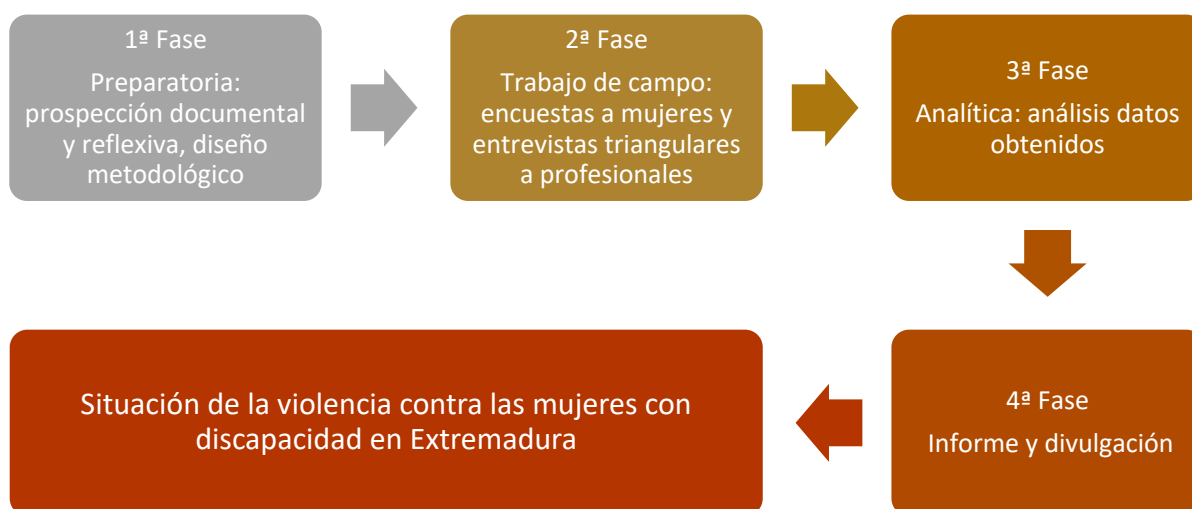 1ª Fase
Preparatoria:
prospección documental
y reflexiva, diseño
metodológico
2ª Fase
Trabajo de campo:
encuestas a mujeres y
entrevistas triangulares
a profesionales
3ª Fase
Analítica: análisis datos
obtenidos
4ª Fase
Informe y divulgación
Situación de la violencia contra las mujeres con
discapacidad en Extremadura